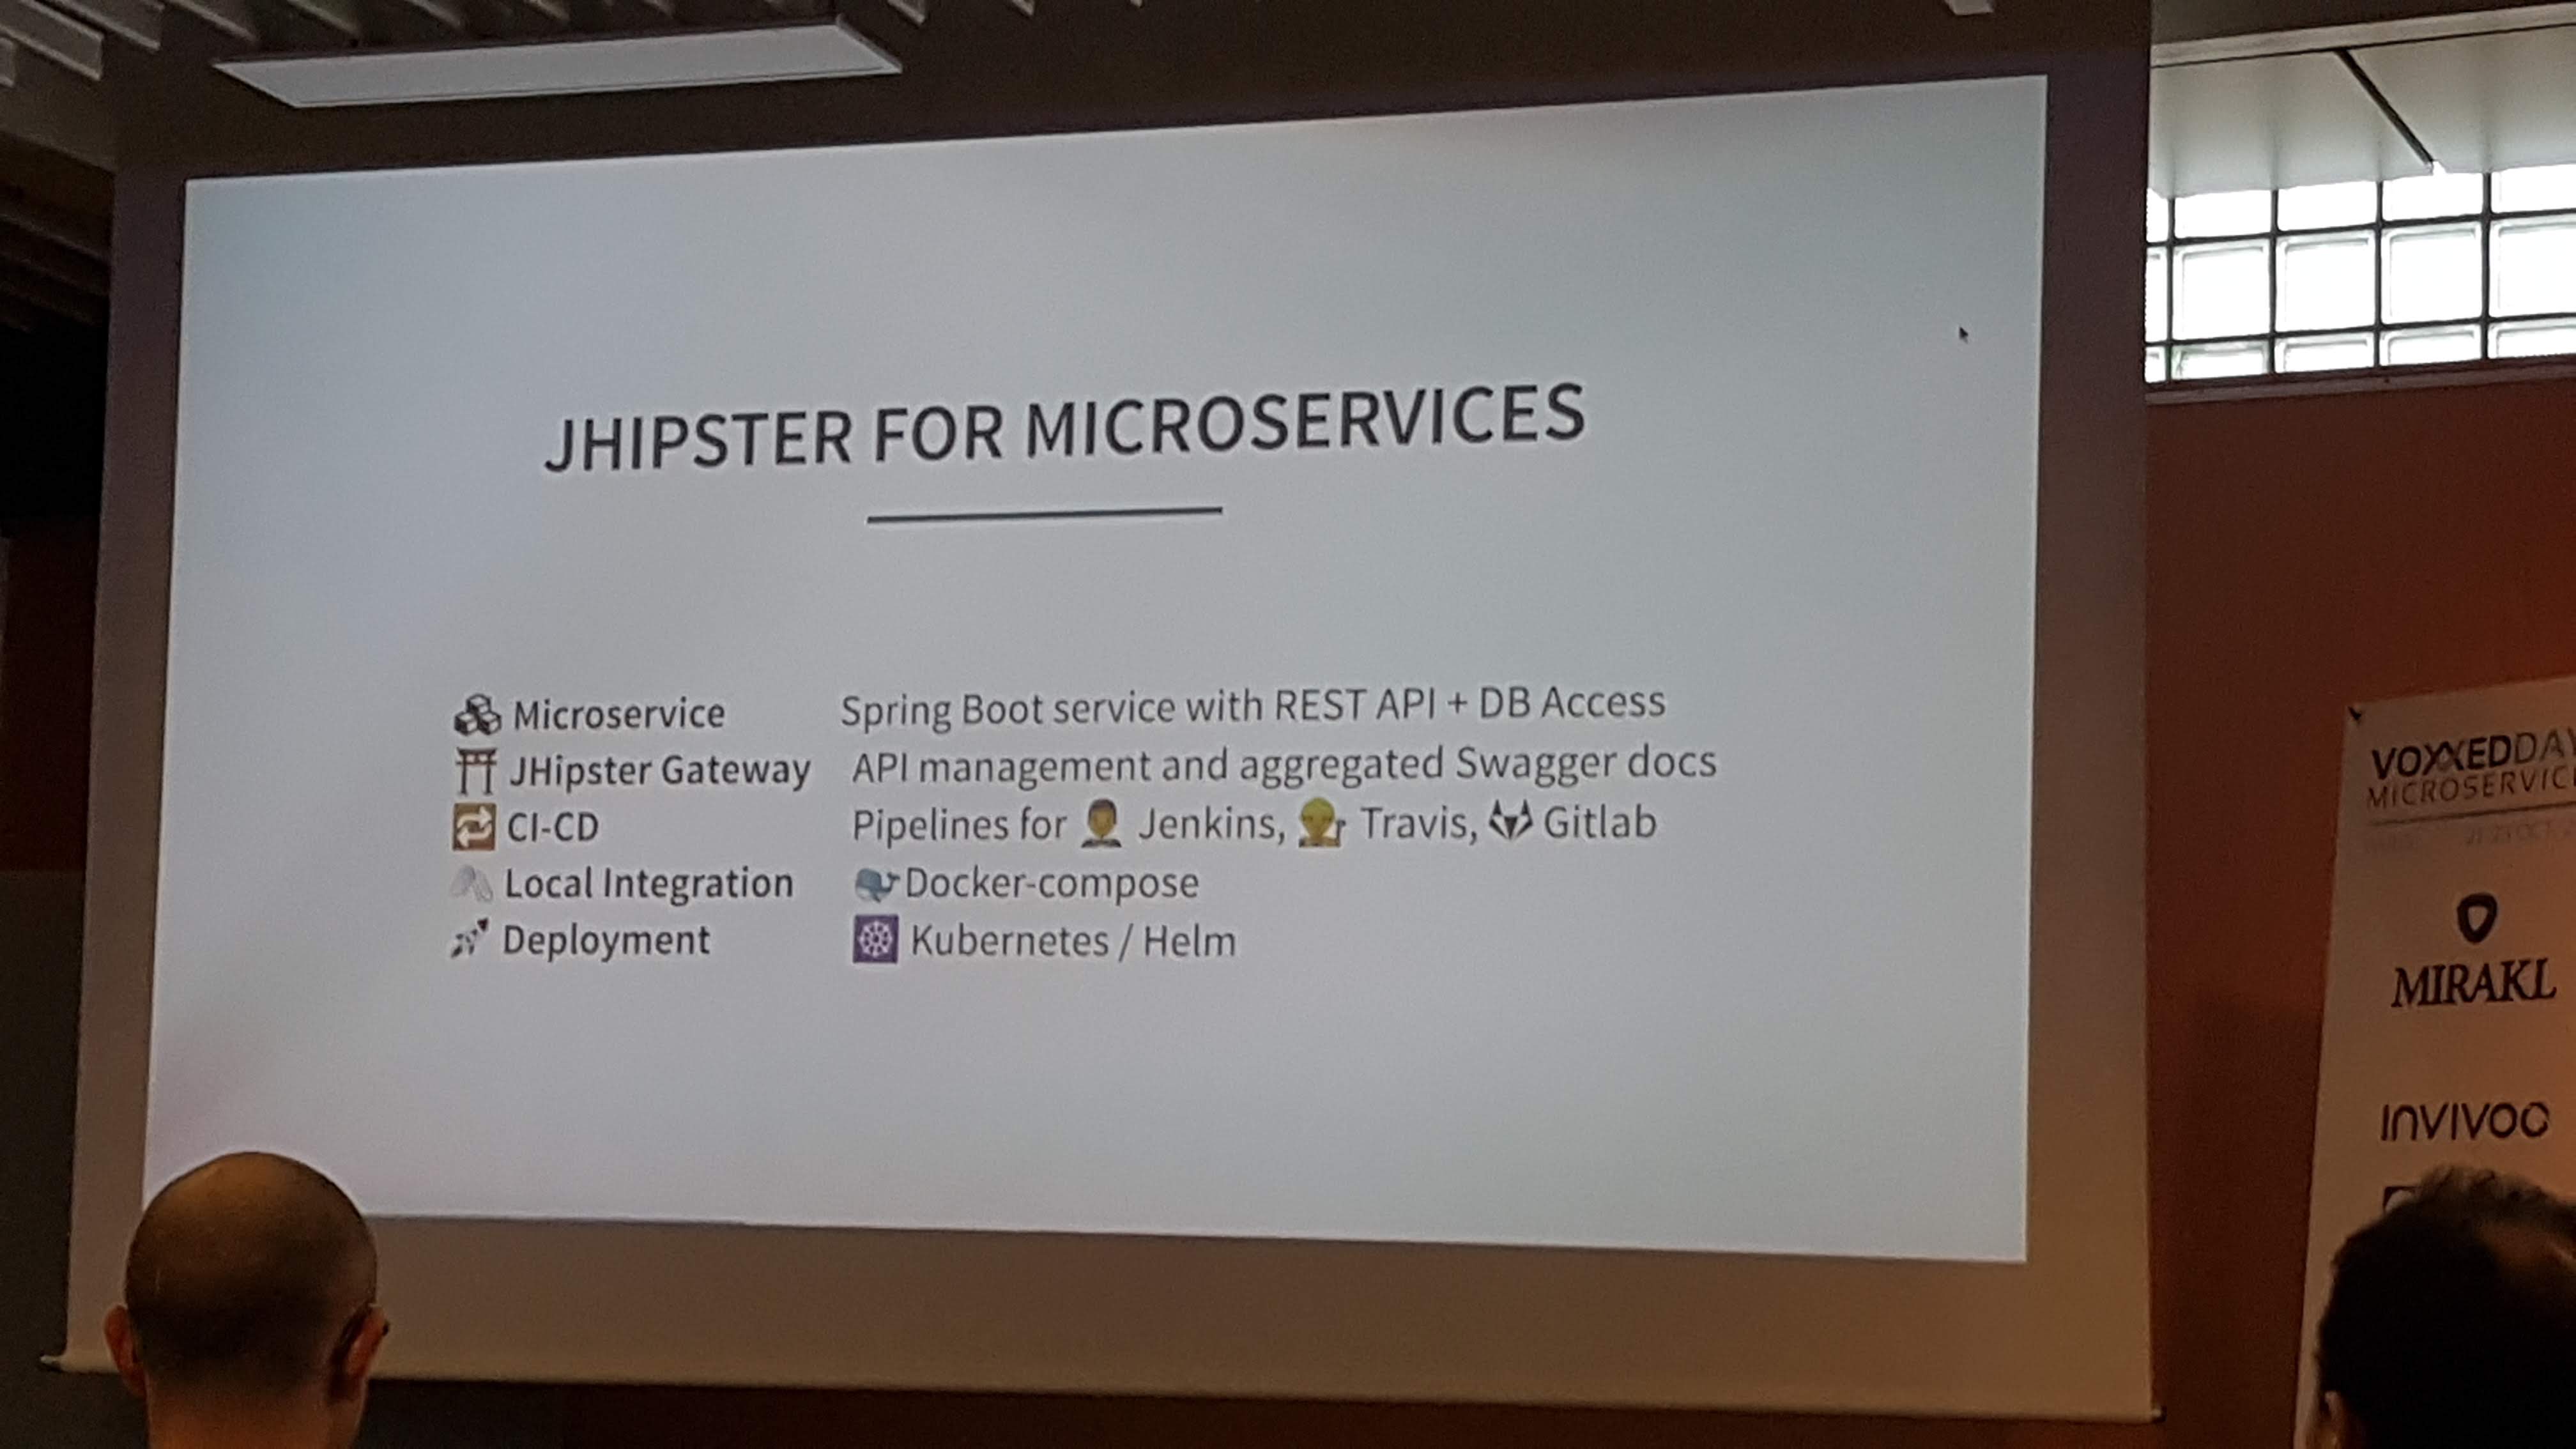 JHIPSTER FOR MICROSERVICES
Microservice Spring Boot service with REST API + DB Access
JHipster Gateway API management and aggregated Swagger docs
CI-CD Pipelines for Jenkins, Travis, Gitlab
Local Integration Docker-compose
Deployment Kubernetes / Helm
VOXXEDDAY
MICROSERVIC
MIRAKL
INVIVOO